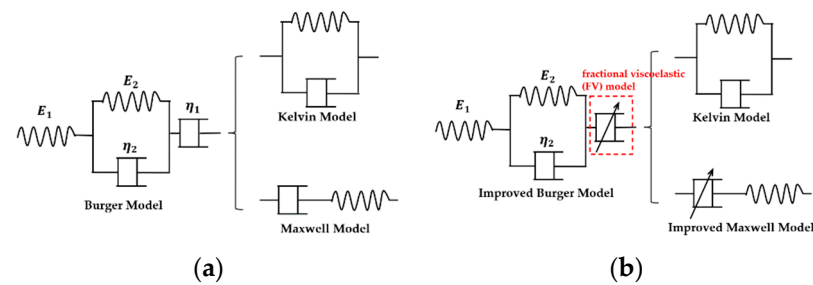 E₁
E₂
η₂
η₁
Burger Model
Kelvin Model
Maxwell Model
(a)
fractional viscoelastic
(FV) model
E₁
E₂
η₂
Improved Burger Model
Kelvin Model
Improved Maxwell Model
(b)